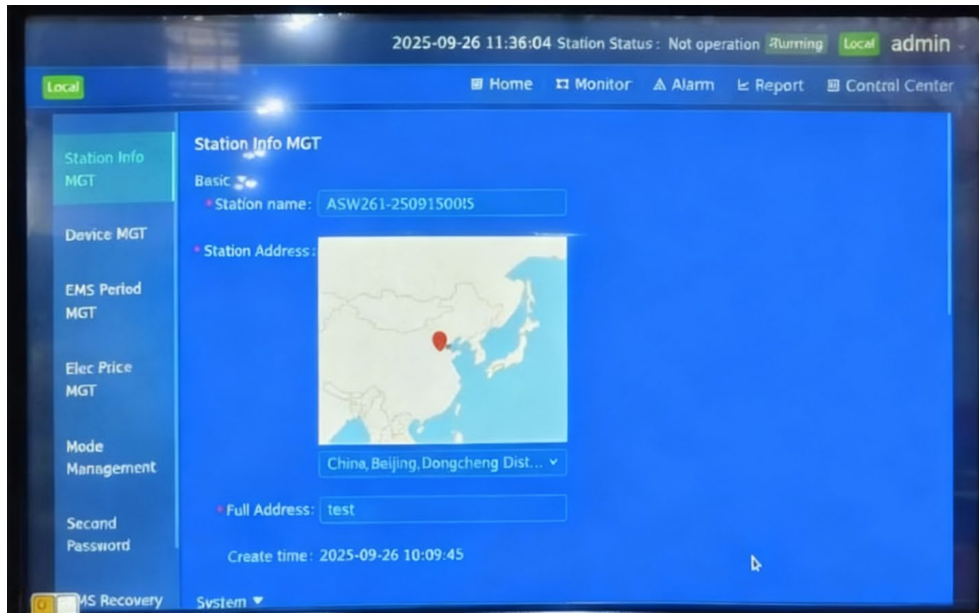 2025-09-26 11:36:04 Station Status: Not operation Running Local admin
Local
Home Monitor Alarm Report Control Center
Station Info
MGT
Device MGT
EMS Period
MGT
Elec Price
MGT
Mode
Management
Second
Password
MS Recovery
Station Info MGT
Basic
*Station name:
*Station Address:
China,Beijing,Dongcheng Dist...
*Full Address: test
Create time: 2025-09-26 10:09:45
System